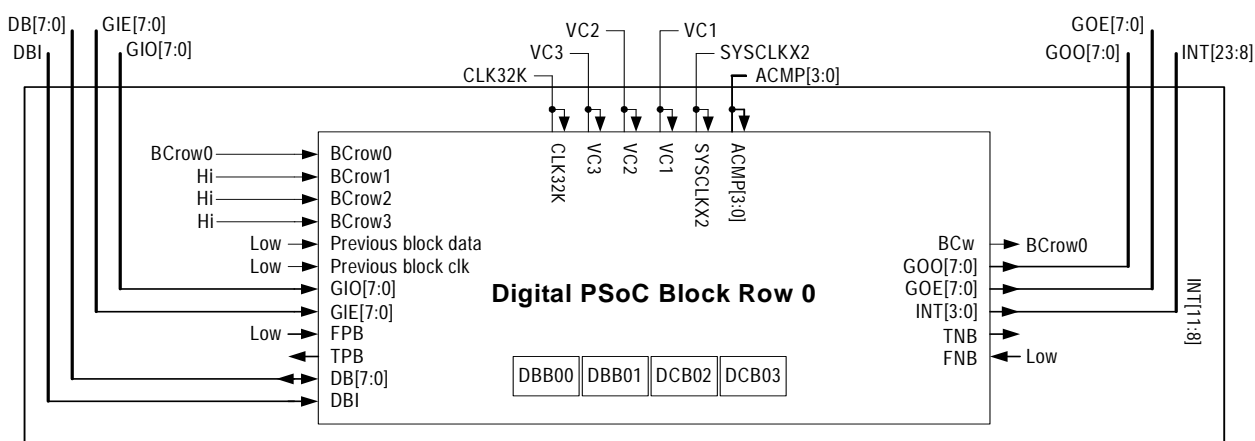 DB[7:0] GIE[7:0] VC2 VC1 GOE[7:0]
DBI GIO[7:0] VC3 SYSCLKX2 GOO[7:0] INT[23:8]
CLK32K ACMP[3:0]
CLK32K VC3 VC2 VC1 SYSCLKX2 ACMP[3:0]
BCrow0 BCrow0
Hi BCrow1
Hi BCrow2
Hi BCrow3
Low Previous block data BCw BCrow0
Low Previous block clk GOO[7:0]
GIO[7:0] Digital PSoC Block Row 0 GOE[7:0]
GIE[7:0] INT[3:0] INT[11:8]
Low FPB TNB
TPB FNB Low
DB[7:0] DBB00 DBB01 DCB02 DCB03
DBI